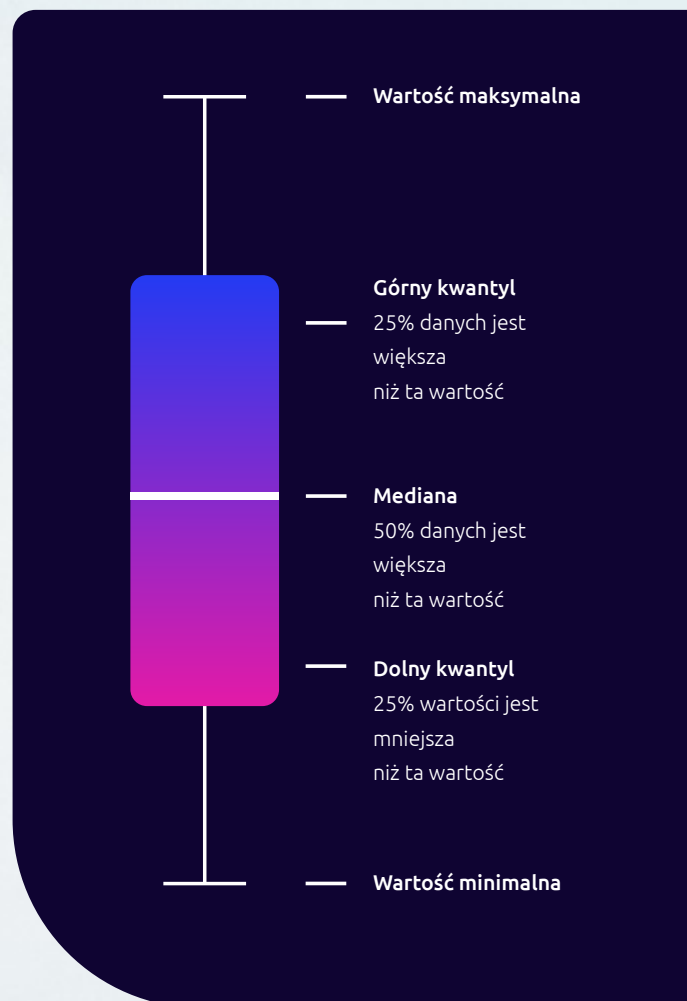 Wartość maksymalna
Górny kwantyl
25% danych jest
większa
niż ta wartość
Mediana
50% danych jest
większa
niż ta wartość
Dolny kwantyl
25% wartości jest
mniejsza
niż ta wartość
Wartość minimalna